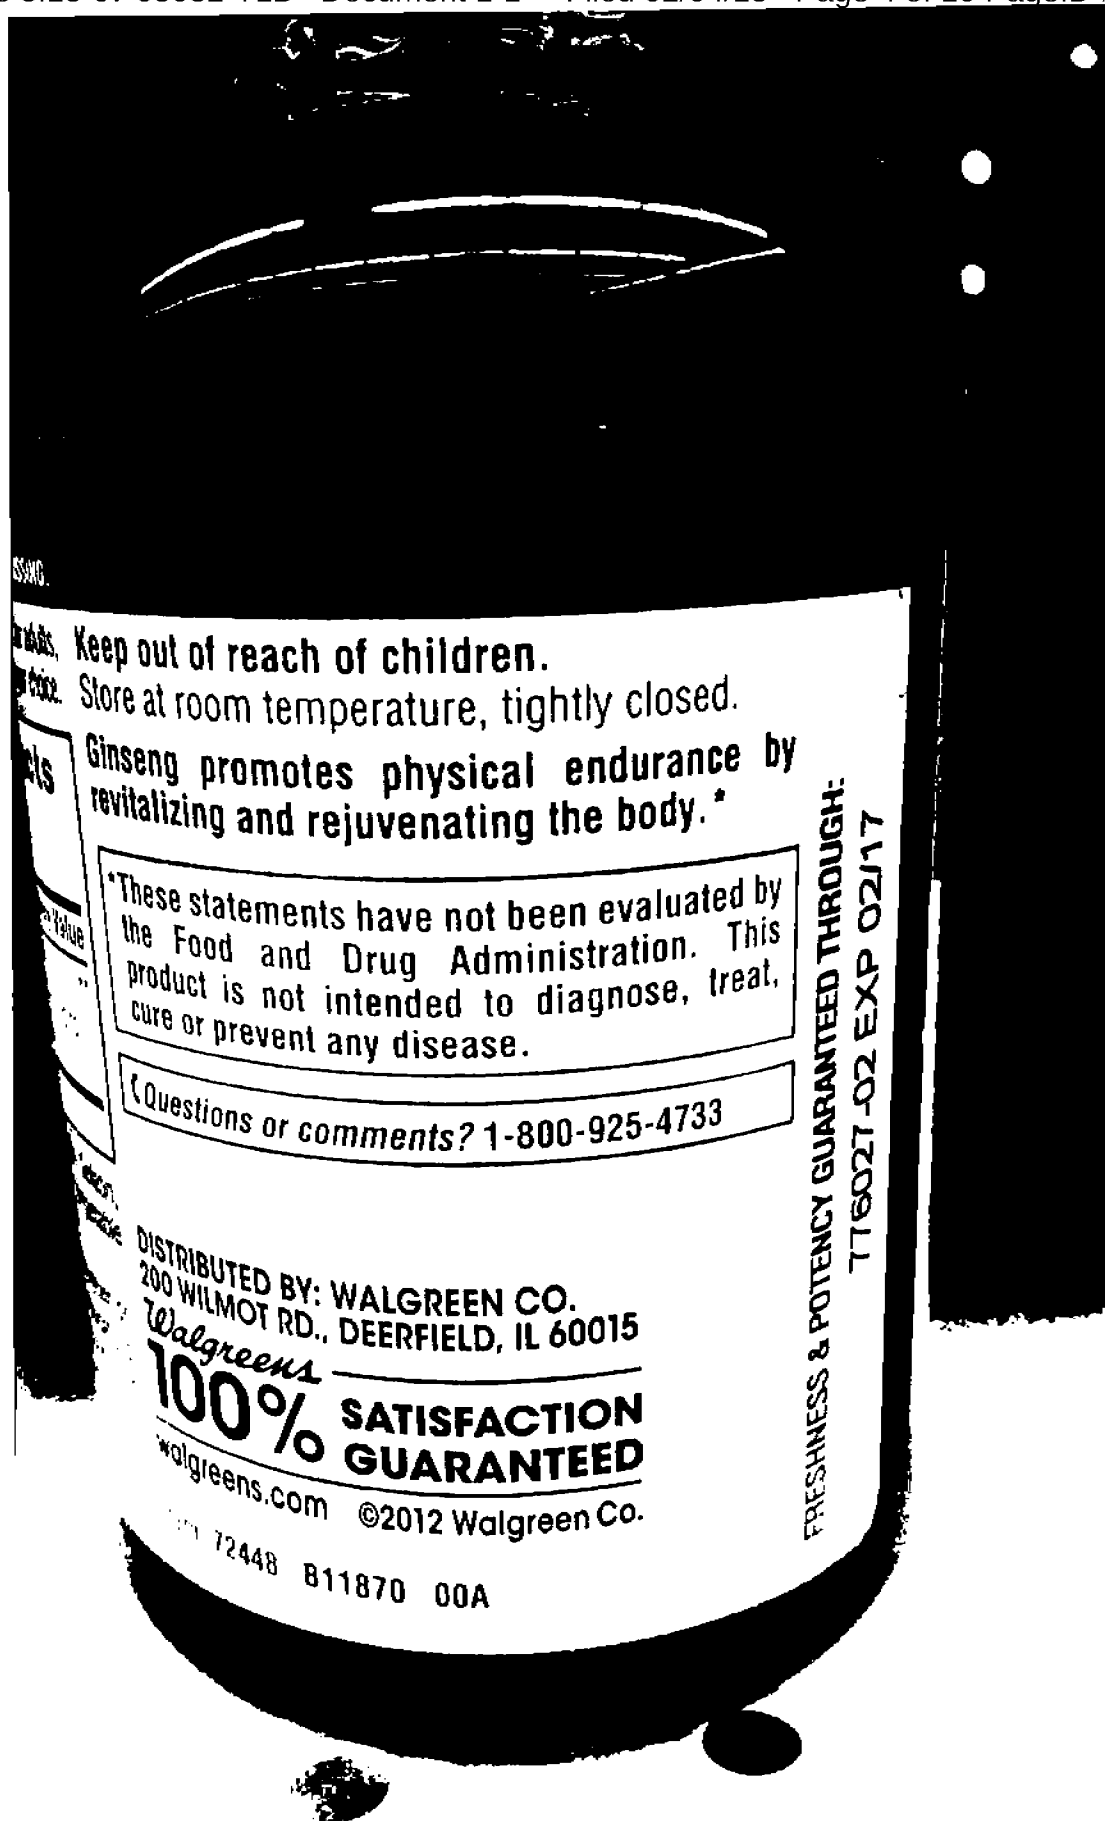 SSING.
Keep out of reach of children.
Store at room temperature, tightly closed.
Ginseng promotes physical endurance by
revitalizing and rejuvenating the body.*
*These statements have not been evaluated by
the Food and Drug Administration. This
product is not intended to diagnose, treat,
cure or prevent any disease.
Questions or comments? 1-800-925-4733
DISTRIBUTED BY: WALGREEN CO.
200 WILMOT RD., DEERFIELD, IL 60015
Walgreens
100% SATISFACTION
GUARANTEED
walgreens.com ©2012 Walgreen Co.
72448 B11870 00A
FRESHNESS & POTENCY GUARANTEED THROUGH:
776027-02 EXP 02/17